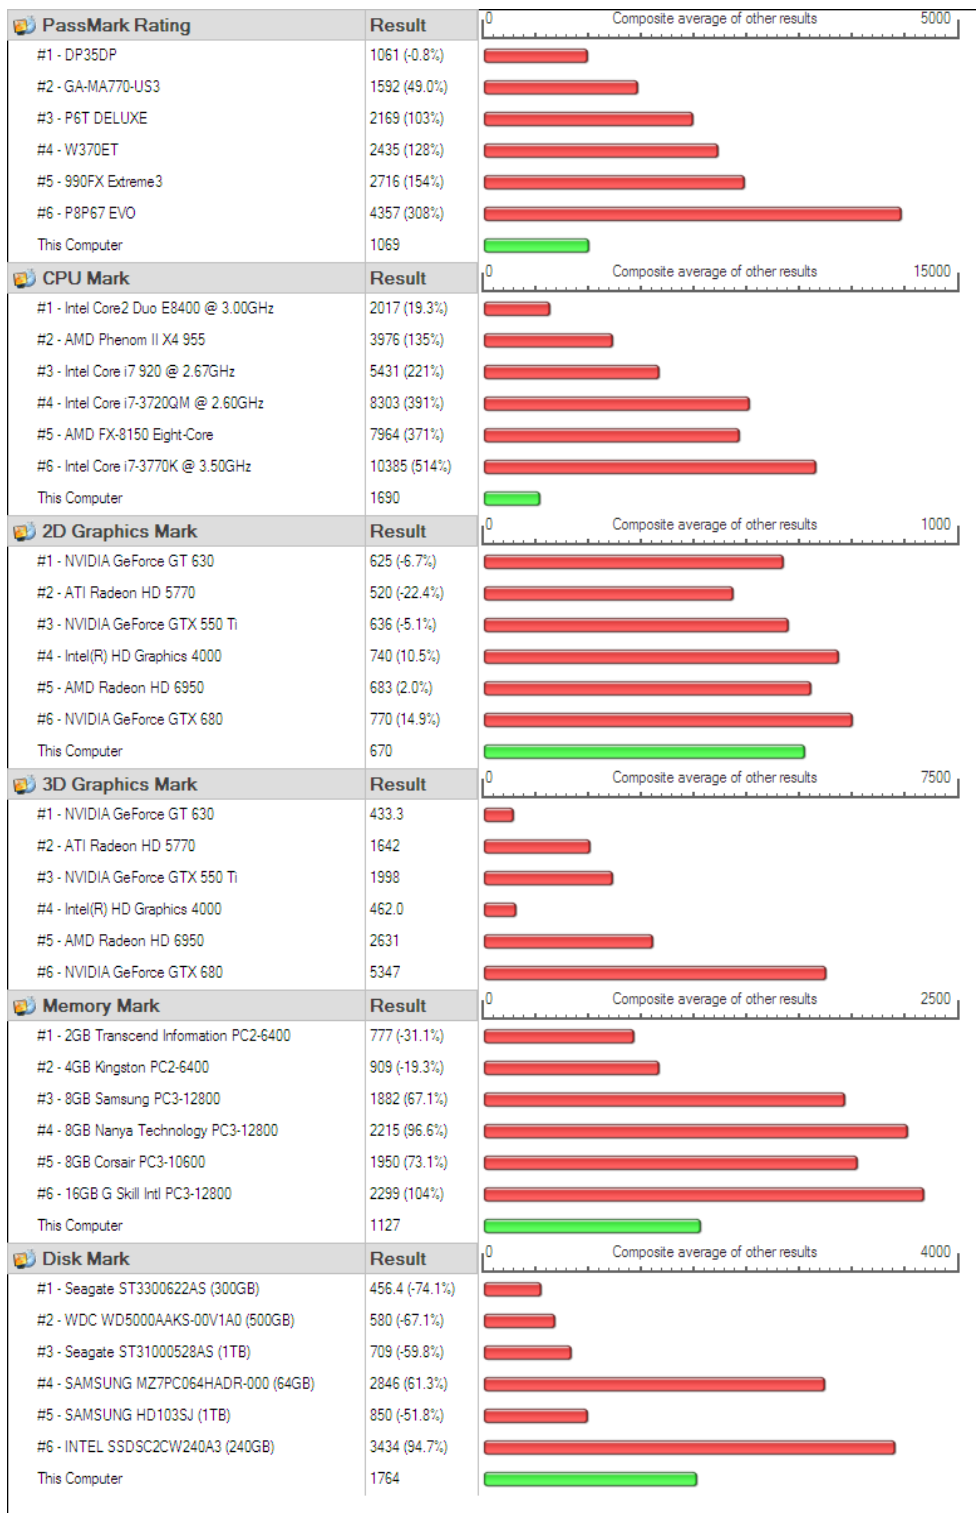 PassMark Rating Result 0 Composite average of other results 5000
#1 - DP35DP 1061 (-0.8%)
#2 - GA-MA770-US3 1592 (49.0%)
#3 - P6T DELUXE 2169 (103%)
#4 - W370ET 2435 (128%)
#5 - 990FX Extreme3 2716 (154%)
#6 - P8P67 EVO 4357 (308%)
This Computer 1069
CPU Mark Result 0 Composite average of other results 15000
#1 - Intel Core2 Duo E8400 @ 3.00GHz 2017 (19.3%)
#2 - AMD Phenom II X4 955 3976 (135%)
#3 - Intel Core i7 920 @ 2.67GHz 5431 (221%)
#4 - Intel Core i7-3720QM @ 2.60GHz 8303 (391%)
#5 - AMD FX-8150 Eight-Core 7964 (371%)
#6 - Intel Core i7-3770K @ 3.50GHz 10385 (514%)
This Computer 1690
2D Graphics Mark Result 0 Composite average of other results 1000
#1 - NVIDIA GeForce GT 630 625 (-6.7%)
#2 - ATI Radeon HD 5770 520 (-22.4%)
#3 - NVIDIA GeForce GTX 550 Ti 636 (-5.1%)
#4 - Intel(R) HD Graphics 4000 740 (10.5%)
#5 - AMD Radeon HD 6950 683 (2.0%)
#6 - NVIDIA GeForce GTX 680 770 (14.9%)
This Computer 670
3D Graphics Mark Result 0 Composite average of other results 7500
#1 - NVIDIA GeForce GT 630 433.3
#2 - ATI Radeon HD 5770 1642
#3 - NVIDIA GeForce GTX 550 Ti 1998
#4 - Intel(R) HD Graphics 4000 462.0
#5 - AMD Radeon HD 6950 2631
#6 - NVIDIA GeForce GTX 680 5347
Memory Mark Result 0 Composite average of other results 2500
#1 - 2GB Transcend Information PC2-6400 777 (-31.1%)
#2 - 4GB Kingston PC2-6400 909 (-19.3%)
#3 - 8GB Samsung PC3-12800 1882 (67.1%)
#4 - 8GB Nanya Technology PC3-12800 2215 (96.6%)
#5 - 8GB Corsair PC3-10600 1950 (73.1%)
#6 - 16GB G Skill Intl PC3-12800 2299 (104%)
This Computer 1127
Disk Mark Result 0 Composite average of other results 4000
#1 - Seagate ST3300622AS (300GB) 456.4 (-74.1%)
#2 - WDC WD5000AAKS-00V1A0 (500GB) 580 (-67.1%)
#3 - Seagate ST31000528AS (1TB) 709 (-59.8%)
#4 - SAMSUNG MZ7PC064HADR-000 (64GB) 2846 (61.3%)
#5 - SAMSUNG HD103SJ (1TB) 850 (-51.8%)
#6 - INTEL SSDSC2CW240A3 (240GB) 3434 (94.7%)
This Computer 1764